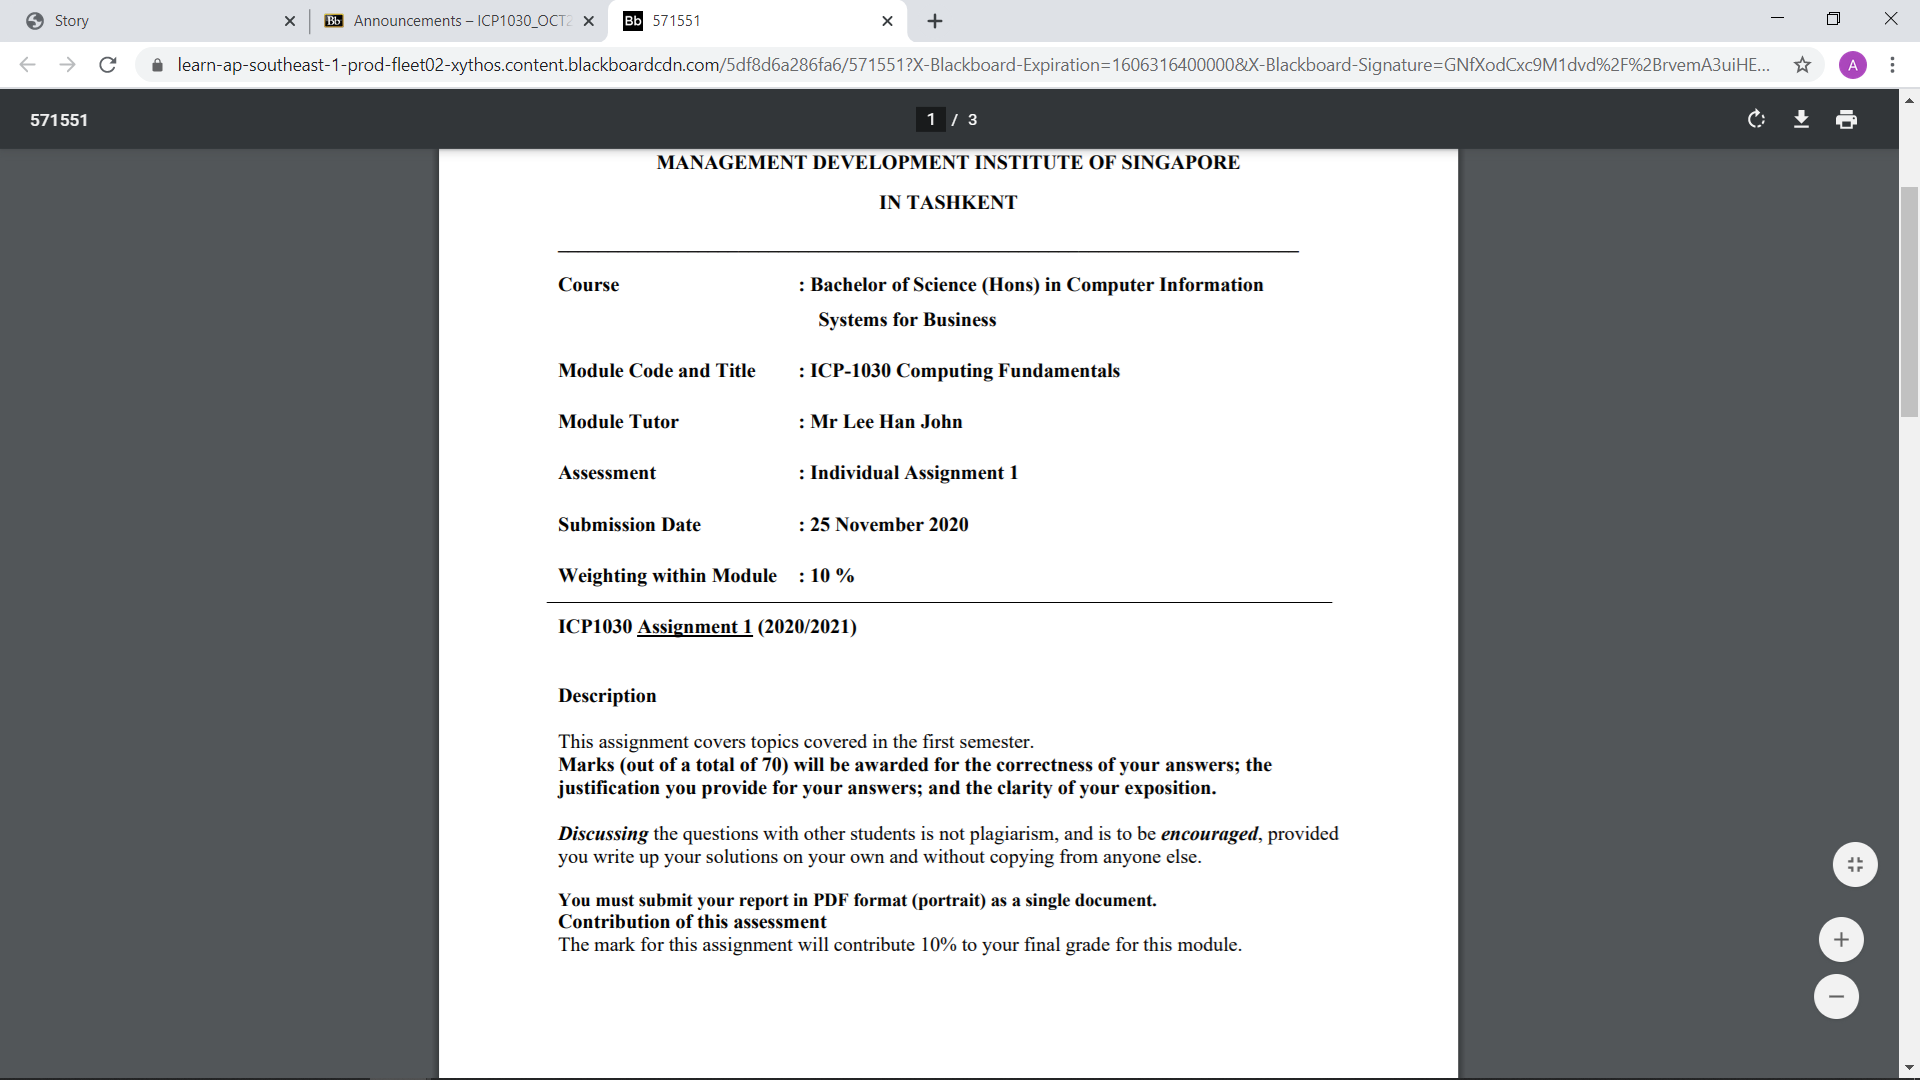 Story
Announcements – ICP1030_OCT2
Bb 571551
learn-ap-southeast-1-prod-fleet02-xythos.content.blackboardcdn.com/5df8d6a286fa6/571551?X-Blackboard-Expiration=1606316400000&X-Blackboard-Signature=GNfXodCxc9M1dvd%2F%2BrvemA3uiHE...
A
571551
1 / 3
MANAGEMENT DEVELOPMENT INSTITUTE OF SINGAPORE
IN TASHKENT
Course : Bachelor of Science (Hons) in Computer Information
Systems for Business
Module Code and Title : ICP-1030 Computing Fundamentals
Module Tutor : Mr Lee Han John
Assessment : Individual Assignment 1
Submission Date : 25 November 2020
Weighting within Module : 10 %
ICP1030 Assignment 1 (2020/2021)
Description
This assignment covers topics covered in the first semester.
Marks (out of a total of 70) will be awarded for the correctness of your answers; the
justification you provide for your answers; and the clarity of your exposition.
Discussing the questions with other students is not plagiarism, and is to be encouraged, provided
you write up your solutions on your own and without copying from anyone else.
You must submit your report in PDF format (portrait) as a single document.
Contribution of this assessment
The mark for this assignment will contribute 10% to your final grade for this module.